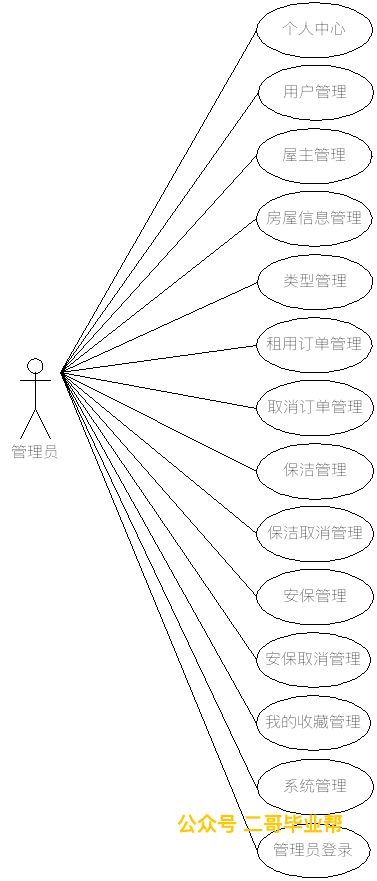 个人中心
用户管理
屋主管理
房屋信息管理
类型管理
租用订单管理
管理员
取消订单管理
保洁管理
保洁取消管理
安保管理
安保取消管理
我的收藏管理
系统管理
公众号 二哥毕业帮
管理员登录